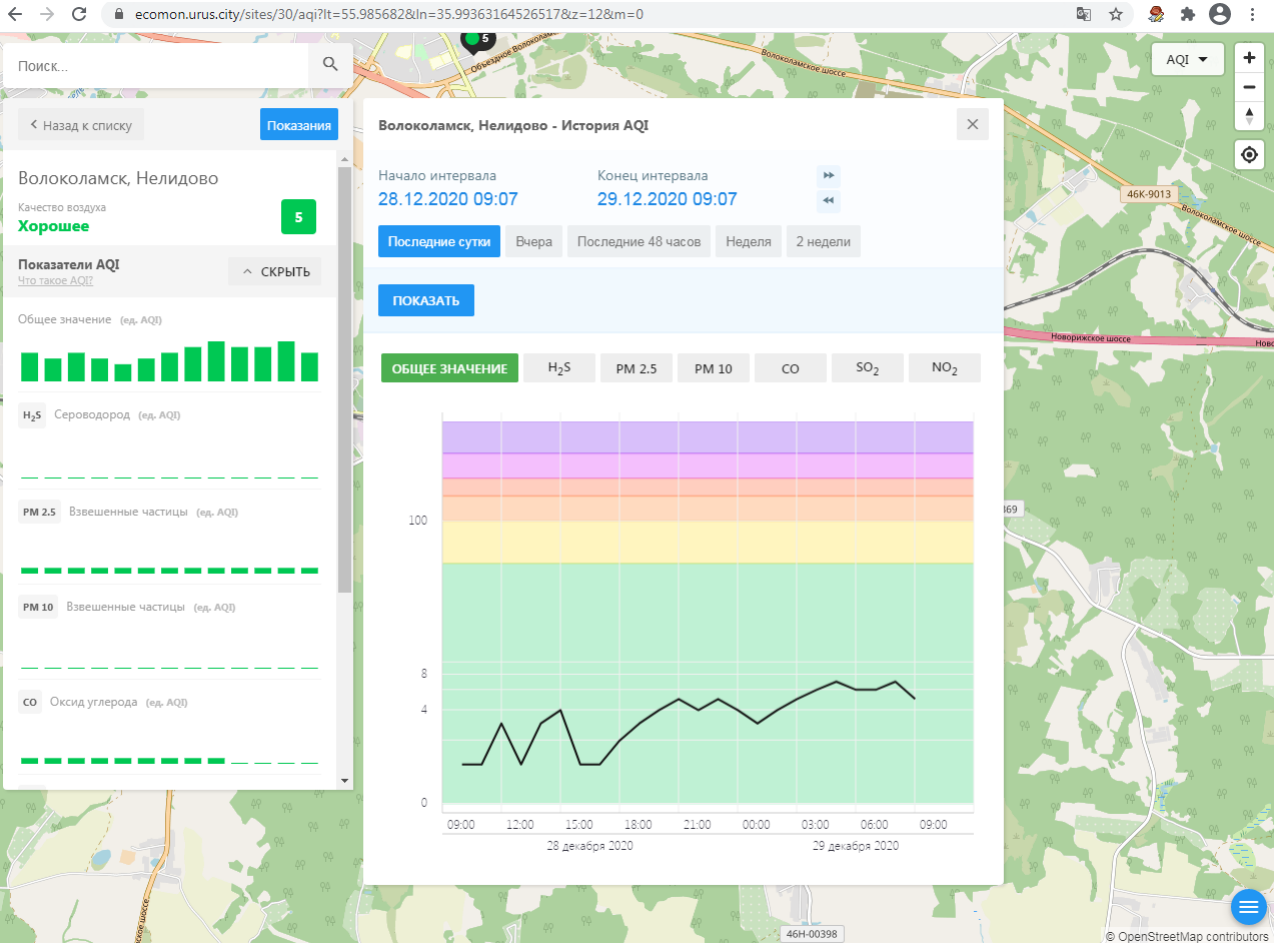 ecomon.urus.city/sites/30/aqi?lt=55.985682&ln=35.99363164526517&z=12&m=0
5
Объездное Волоколам
Волоколамское шоссе
Поиск...
AQI
Назад к списку
Показания
Волоколамск, Нелидово - История AQI
Волоколамск, Нелидово
Качество воздуха
Хорошее
5
Начало интервала
Конец интервала
28.12.2020 09:07
29.12.2020 09:07
46К-9013
Волоколамское шоссе
Последние сутки
Вчера
Последние 48 часов
Неделя
2 недели
Показатели AQI
Что такое AQI?
СКРЫТЬ
ПОКАЗАТЬ
Общее значение (ед. AQI)
Новорижское шоссе
Ново
ОБЩЕЕ ЗНАЧЕНИЕ
H2S
PM 2.5
PM 10
CO
SO2
NO2
H2S Сероводород (ед. AQI)
PM 2.5 Взвешенные частицы (ед. AQI)
PM 10 Взвешенные частицы (ед. AQI)
CO Оксид углерода (ед. AQI)
100
8
4
0
369
09:00
12:00
15:00
18:00
21:00
00:00
03:00
06:00
09:00
28 декабря 2020
29 декабря 2020
46Н-00398
© OpenStreetMap contributors